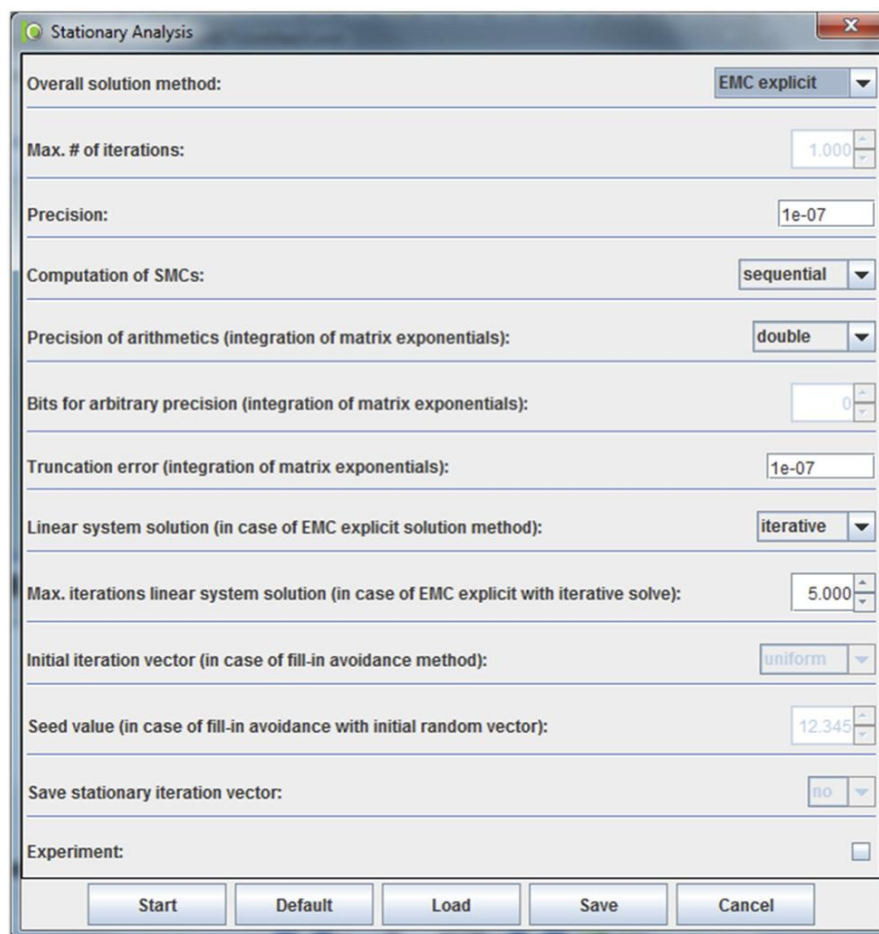 Stationary Analysis
Overall solution method: EMC explicit
Max. # of iterations: 1.000
Precision: 1e-07
Computation of SMCs: sequential
Precision of arithmetics (integration of matrix exponentials): double
Bits for arbitrary precision (integration of matrix exponentials): 0
Truncation error (integration of matrix exponentials): 1e-07
Linear system solution (in case of EMC explicit solution method): iterative
Max. iterations linear system solution (in case of EMC explicit with iterative solve): 5.000
Initial iteration vector (in case of fill-in avoidance method): uniform
Seed value (in case of fill-in avoidance with initial random vector): 12.345
Save stationary iteration vector: no
Experiment:
Start Default Load Save Cancel